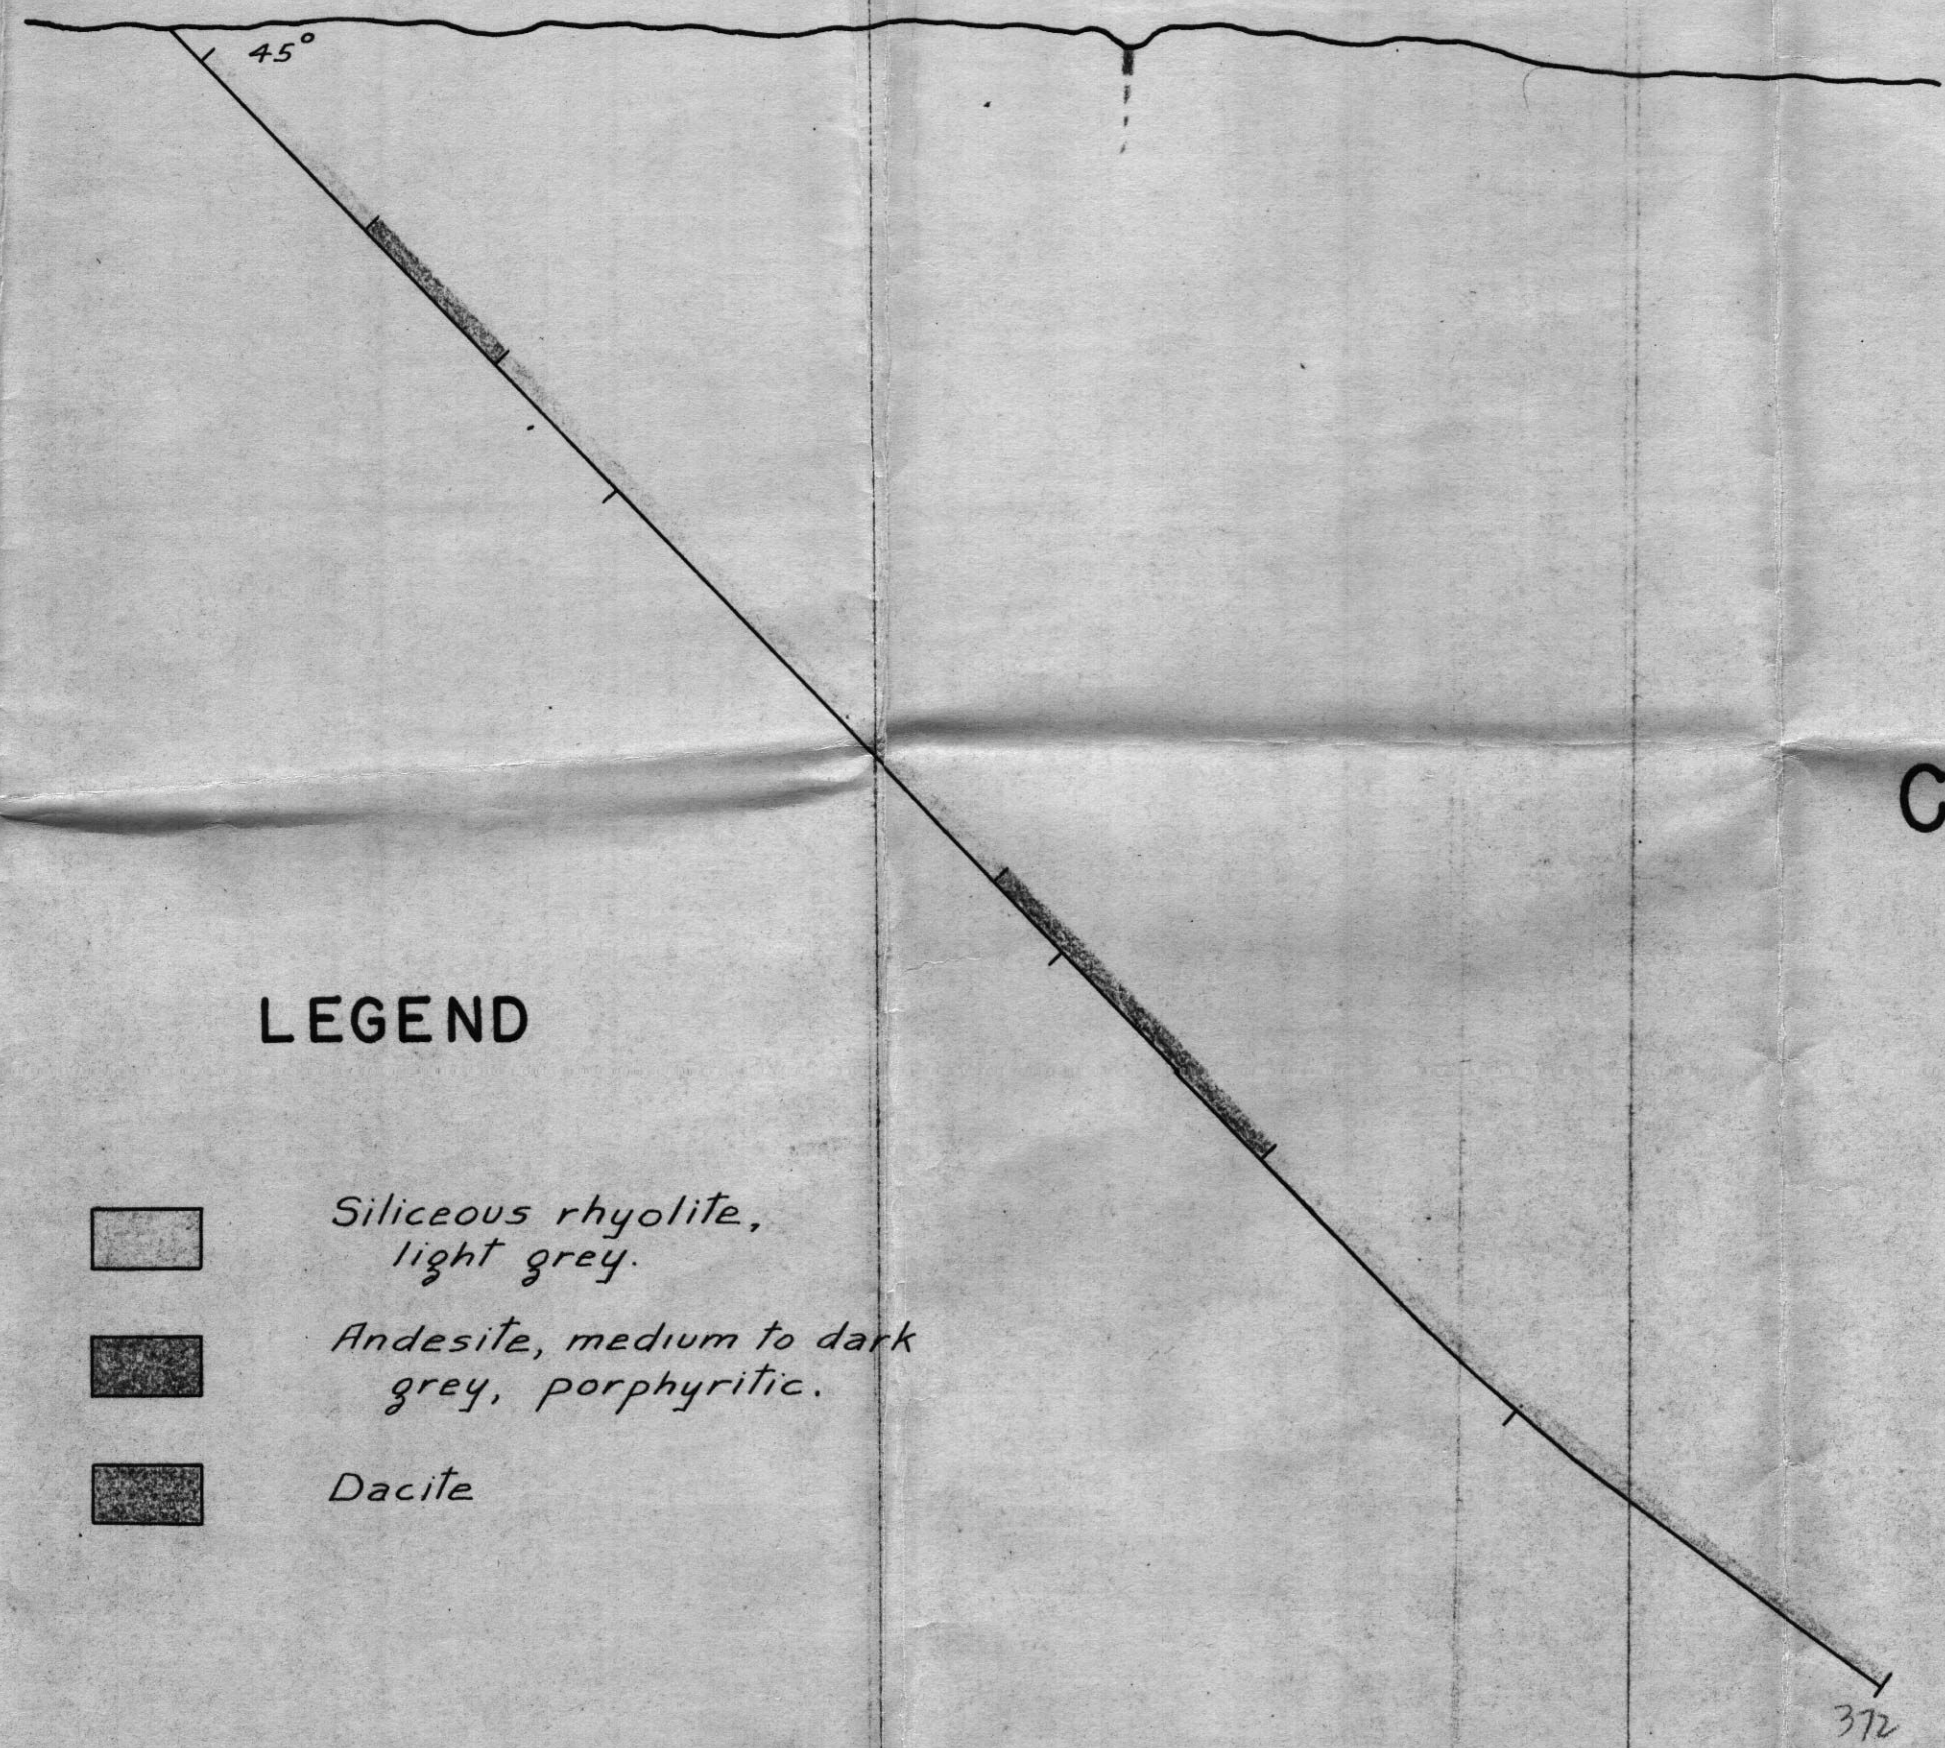 45°
C
LEGEND
Siliceous rhyolite,
light grey.
Andesite, medium to dark
grey, porphyritic.
Dacite
372